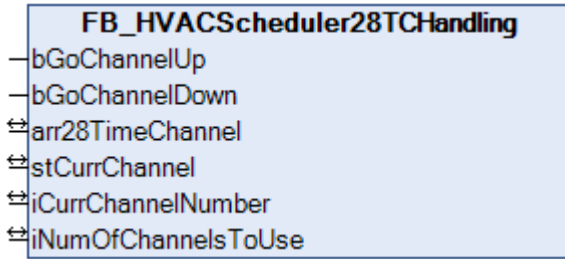 FB_HVACScheduler28TCHandling
bGoChannelUp
bGoChannelDown
arr28TimeChannel
stCurrChannel
iCurrChannelNumber
iNumOfChannelsToUse